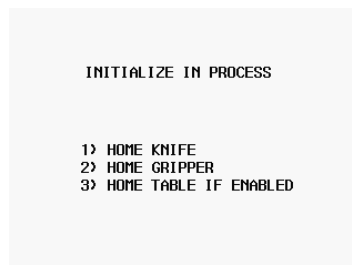 INITIALIZE IN PROCESS
1) HOME KNIFE
2) HOME GRIPPER
3) HOME TABLE IF ENABLED